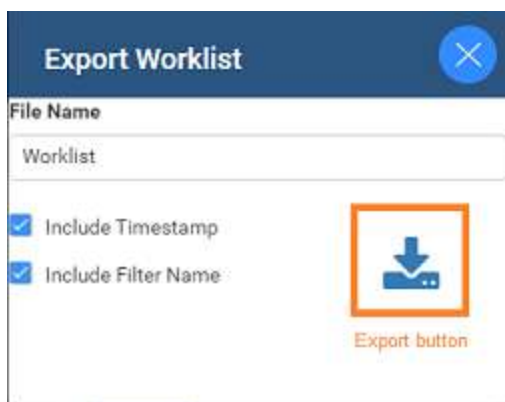 Export Worklist
File Name
Worklist
Include Timestamp
Include Filter Name
Export button